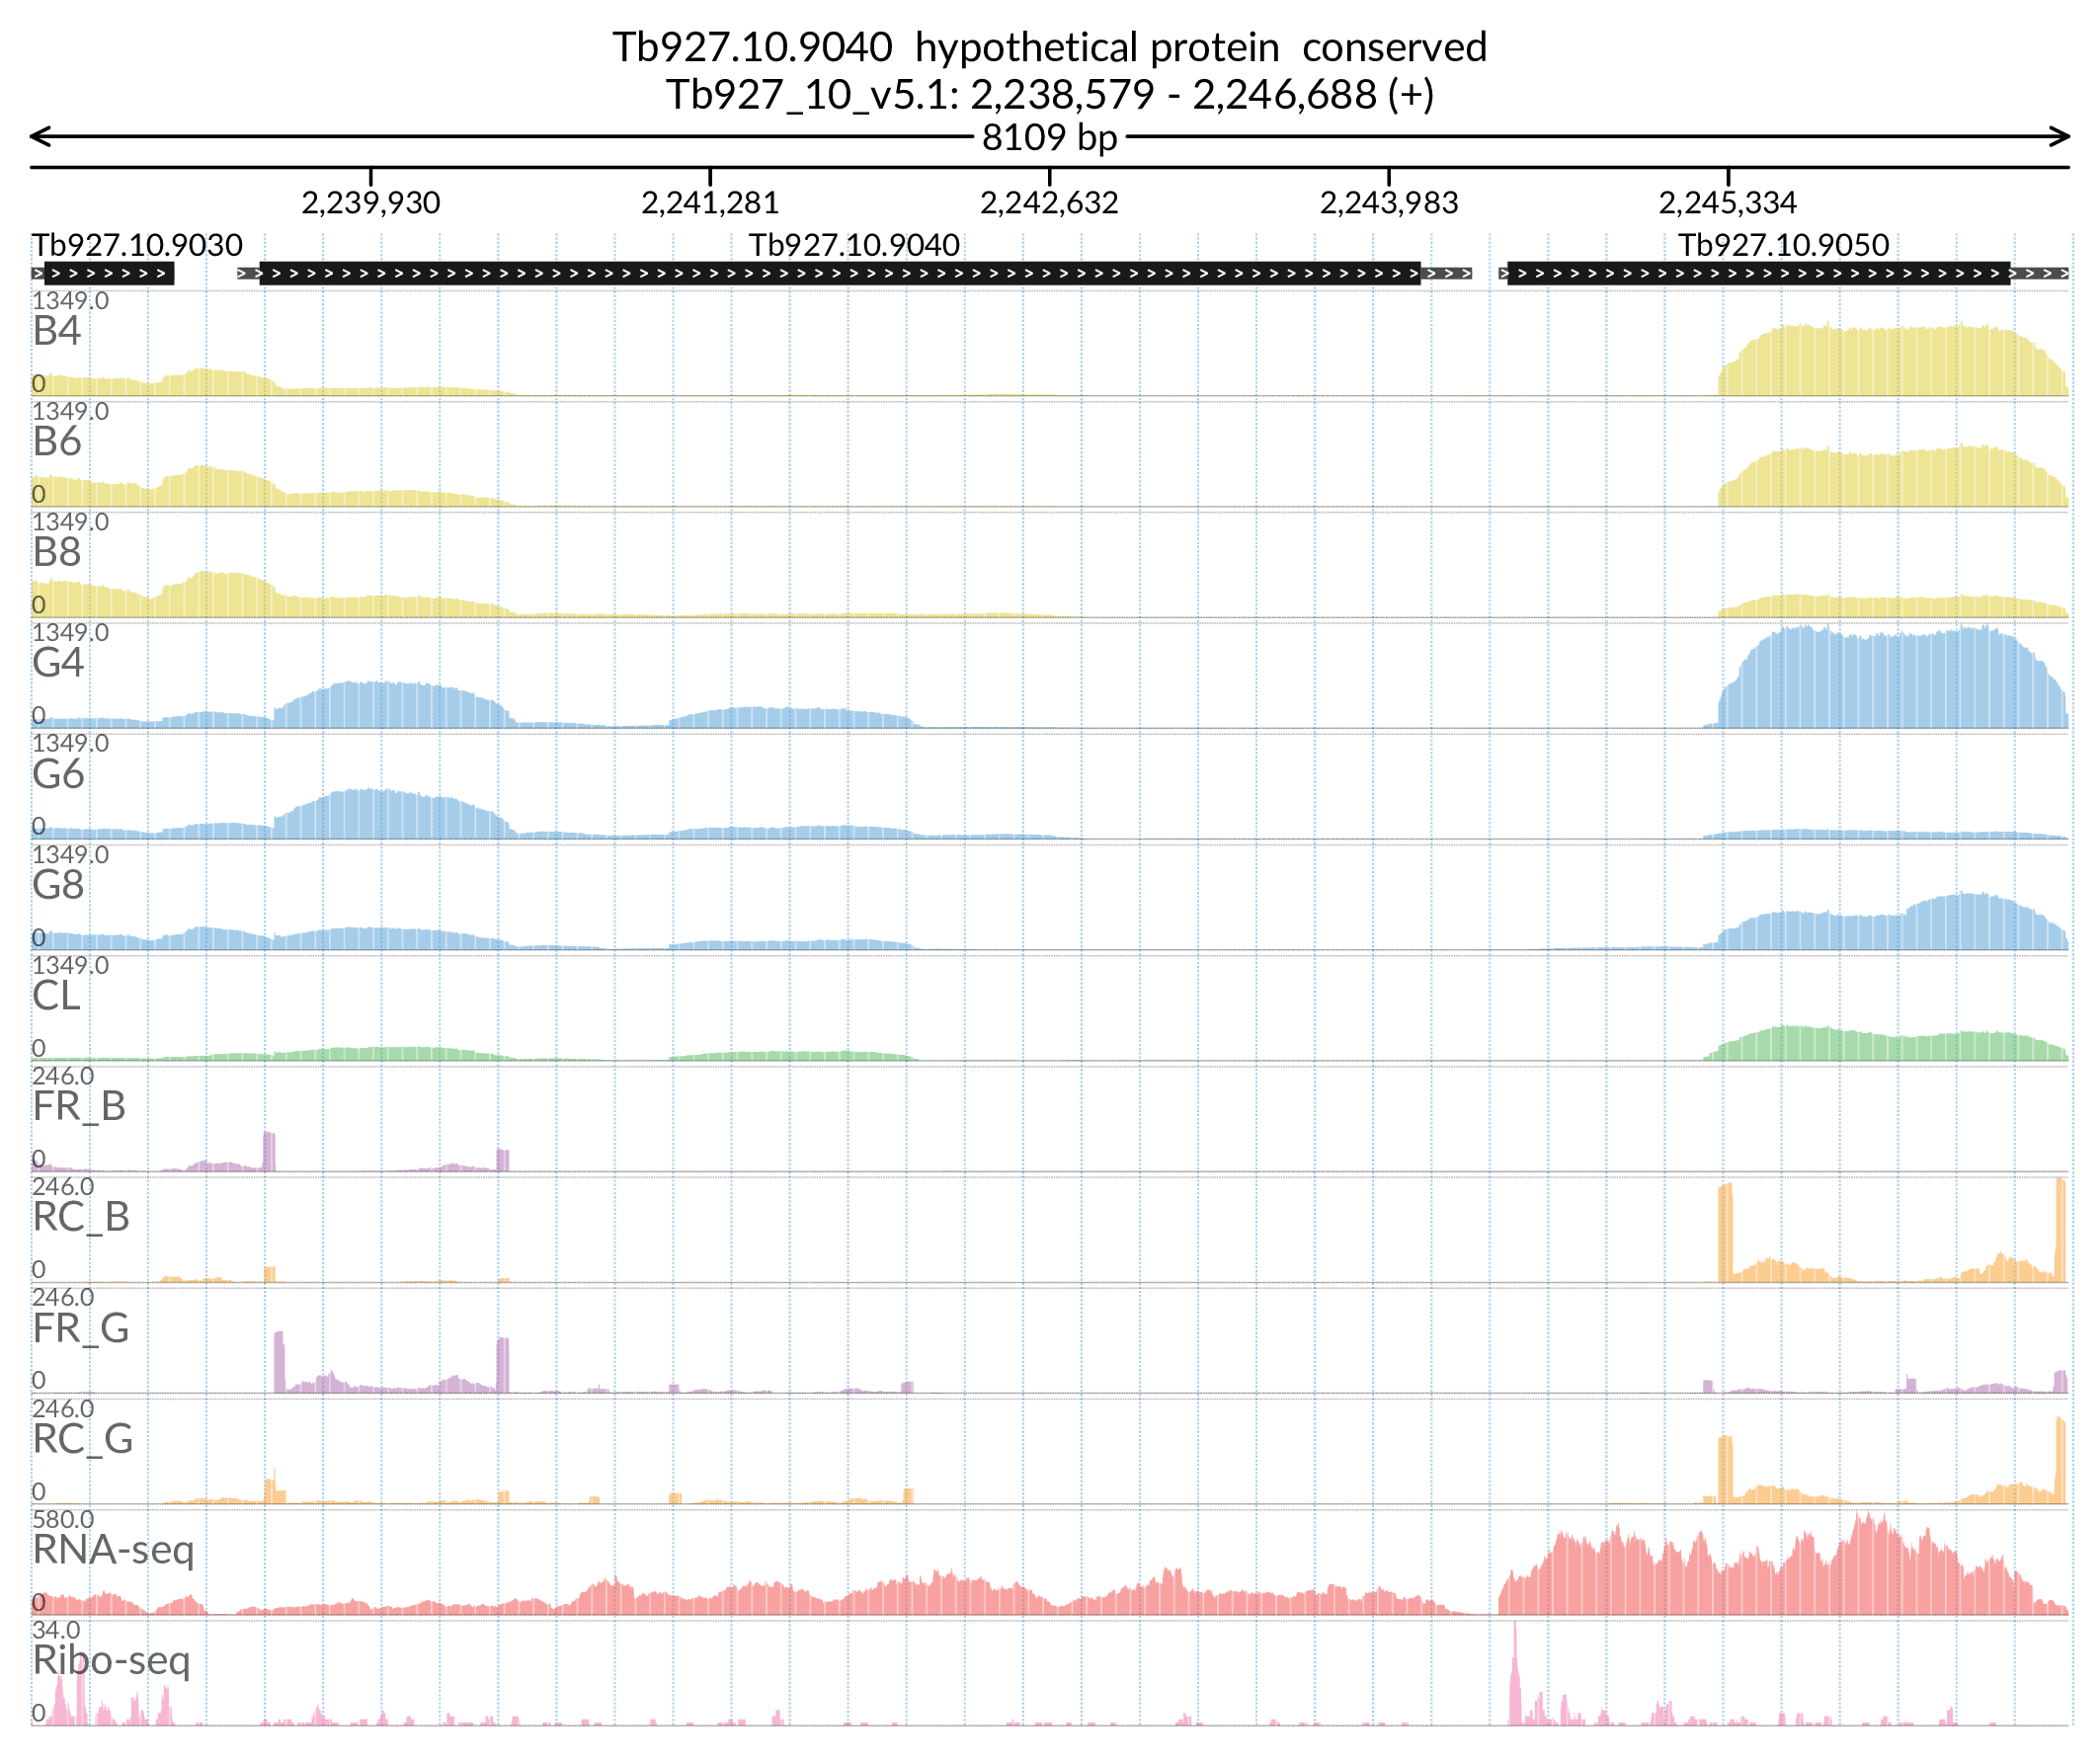 Tb927.10.9040  hypothetical protein  conserved
Tb927_10_v5.1: 2,238,579 - 2,246,688 (+)
8109 bp
2,239,930 2,241,281 2,242,632 2,243,983 2,245,334
Tb927.10.9030 Tb927.10.9040 Tb927.10.9050
1349.0
B4
0
1349.0
B6
0
1349.0
B8
0
1349.0
G4
0
1349.0
G6
0
1349.0
G8
0
1349.0
CL
0
246.0
FR_B
0
246.0
RC_B
0
246.0
FR_G
0
246.0
RC_G
0
580.0
RNA-seq
0
34.0
Ribo-seq
0